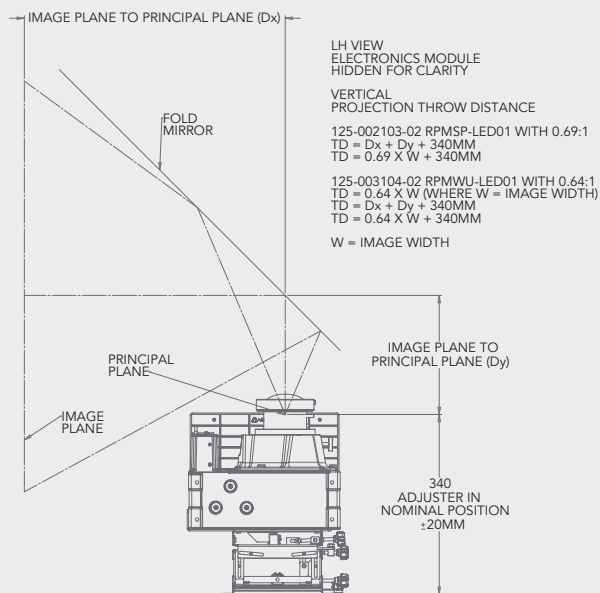 IMAGE PLANE TO PRINCIPAL PLANE (Dx)
LH VIEW
ELECTRONICS MODULE
HIDDEN FOR CLARITY
VERTICAL
PROJECTION THROW DISTANCE
125-002103-02 RPMSP-LED01 WITH 0.69:1
TD = Dx + Dy + 340MM
TD = 0.69 X W + 340MM
125-003104-02 RPMWU-LED01 WITH 0.64:1
TD = 0.64 X W (WHERE W = IMAGE WIDTH)
TD = Dx + Dy + 340MM
TD = 0.64 X W + 340MM
W = IMAGE WIDTH
FOLD
MIRROR
IMAGE PLANE TO
PRINCIPAL PLANE (Dy)
PRINCIPAL
PLANE
IMAGE
PLANE
340
ADJUSTER IN
NOMINAL POSITION
±20MM